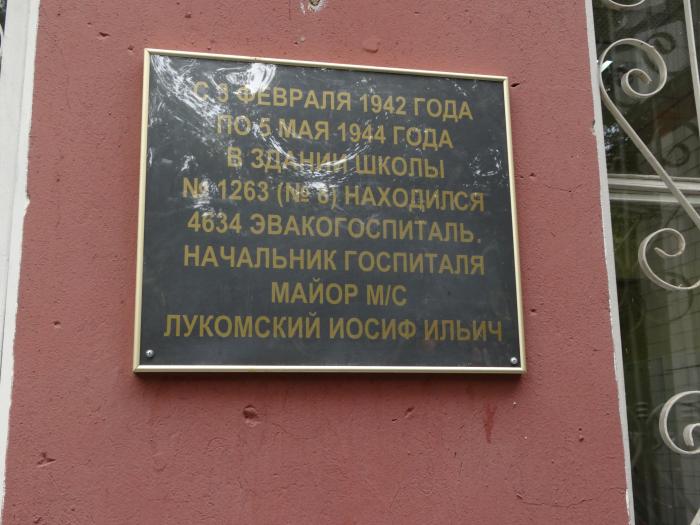 С 3 ФЕВРАЛЯ 1942 ГОДА
ПО 5 МАЯ 1944 ГОДА
В ЗДАНИИ ШКОЛЫ
№ 1263 (№ 6) НАХОДИЛСЯ
4634 ЭВАКОГОСПИТАЛЬ.
НАЧАЛЬНИК ГОСПИТАЛЯ
МАЙОР М/С
ЛУКОМСКИЙ ИОСИФ ИЛЬИЧ